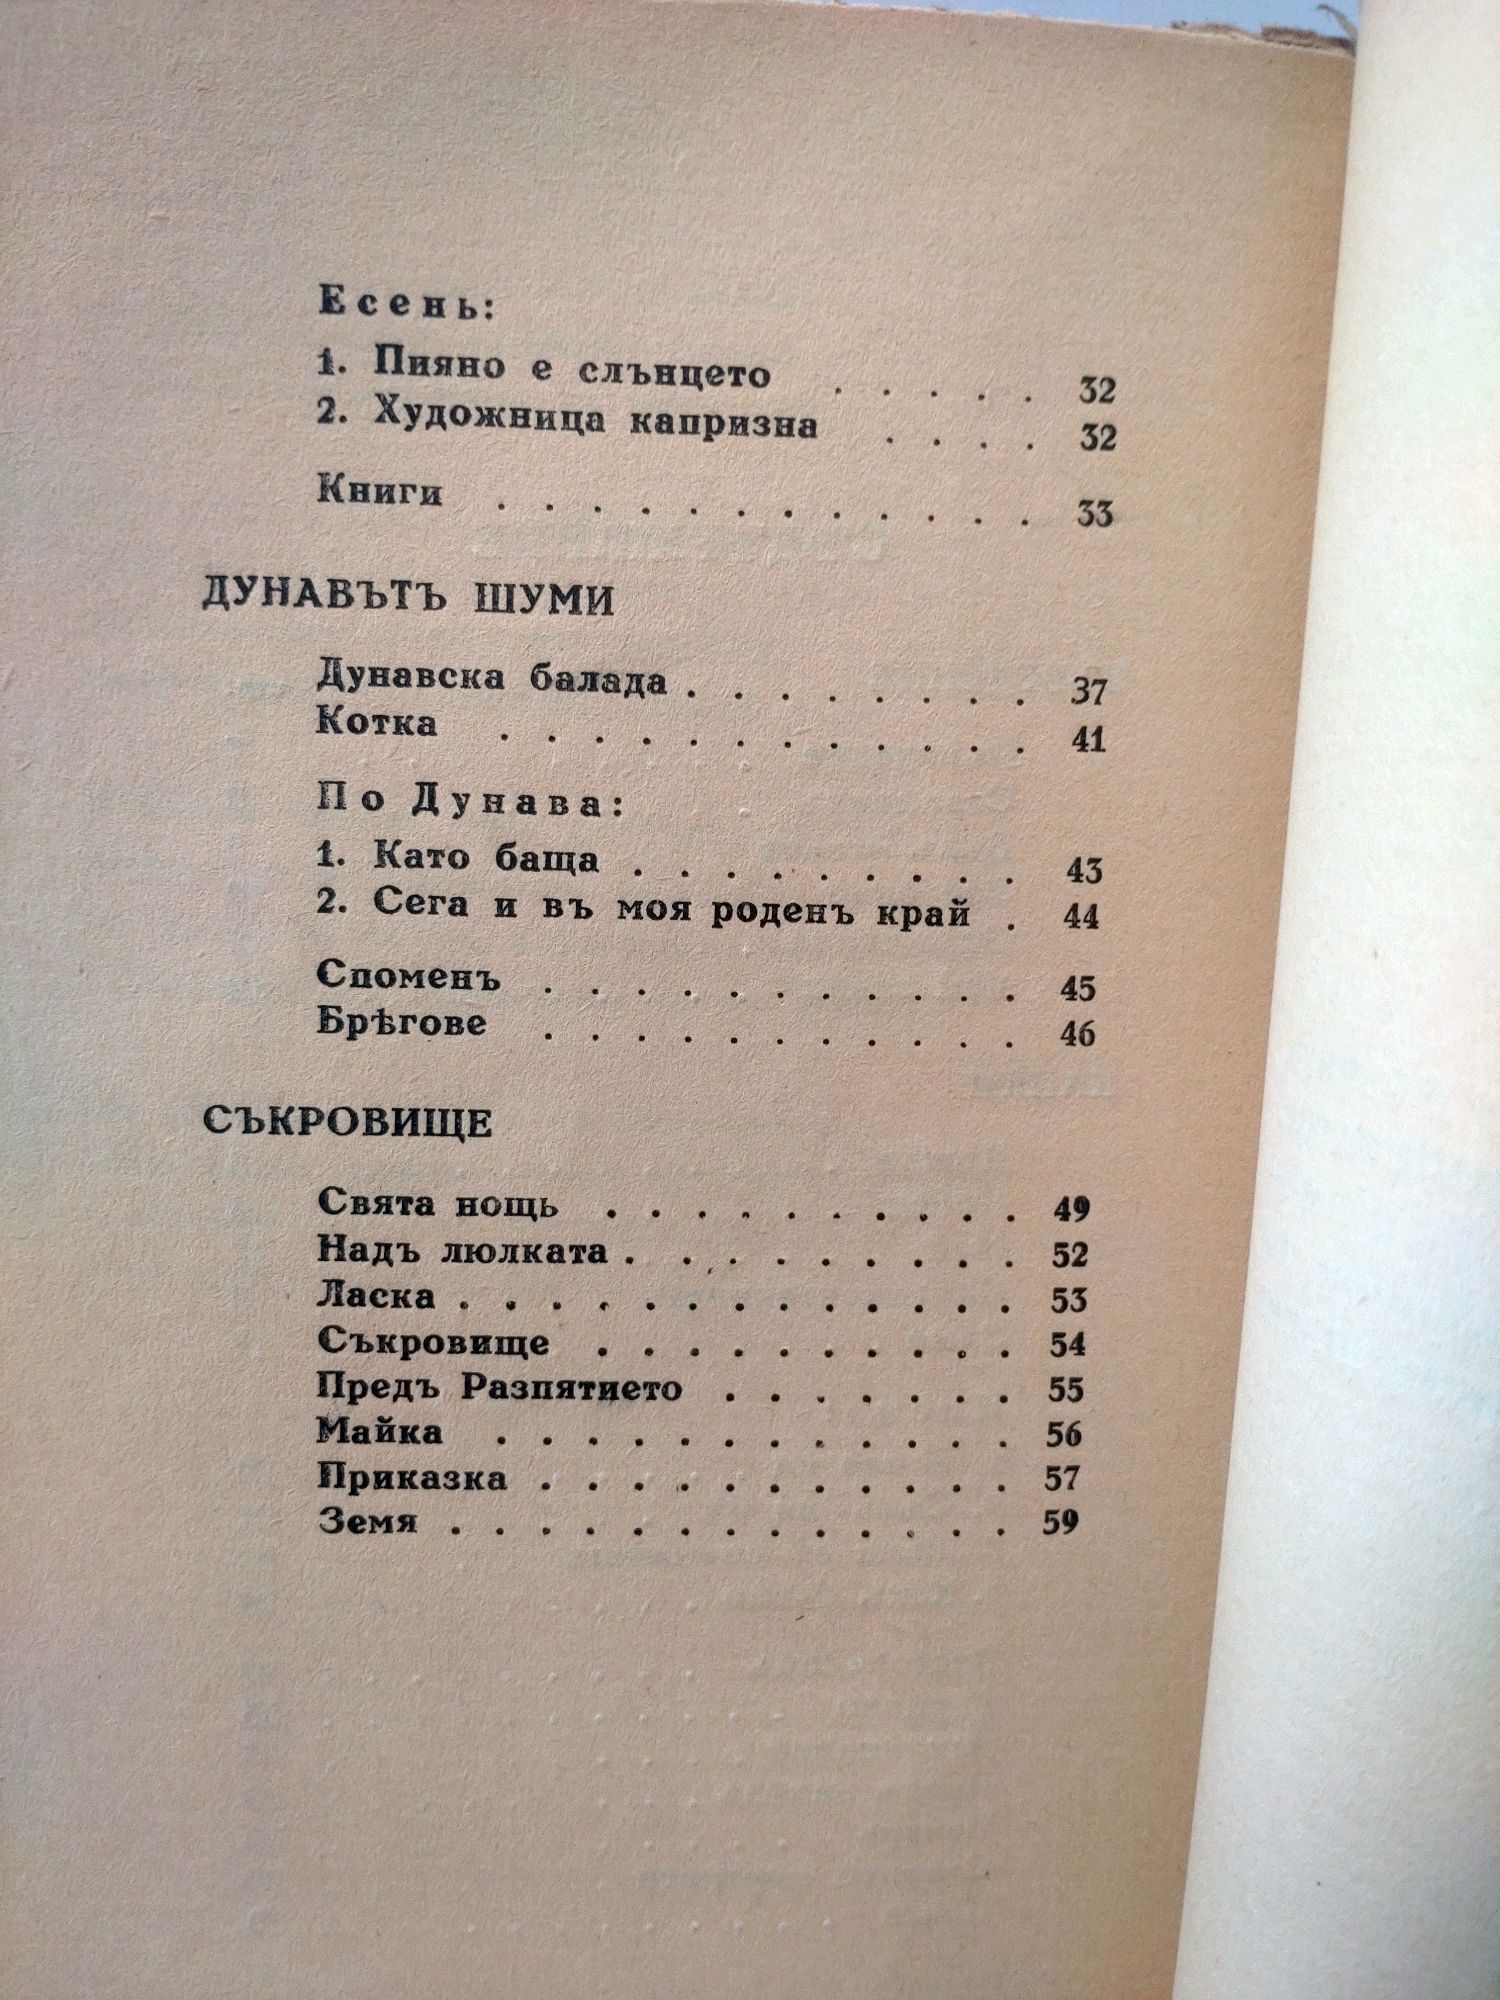 Есень:
1. Пияно е слънцето . . . . . 32
2. Художница капризна . . . . 32
Книги . . . . . . . . . . . . 33
ДУНАВЪТЪ ШУМИ
Дунавска балада . . . . . . . . 37
Котка . . . . . . . . . . . . 41
По Дунава:
1. Като баща . . . . . . . . . 43
2. Сега и въ моя роденъ край . 44
Споменъ . . . . . . . . . . . 45
Брѣгове . . . . . . . . . . . 46
СЪКРОВИЩЕ
Свята нощь . . . . . . . . . . 49
Надъ люлката . . . . . . . . . 52
Ласка . . . . . . . . . . . . . 53
Съкровище . . . . . . . . . . 54
Предъ Разпятието . . . . . . . 55
Майка . . . . . . . . . . . . 56
Приказка . . . . . . . . . . . 57
Земя . . . . . . . . . . . . . 59